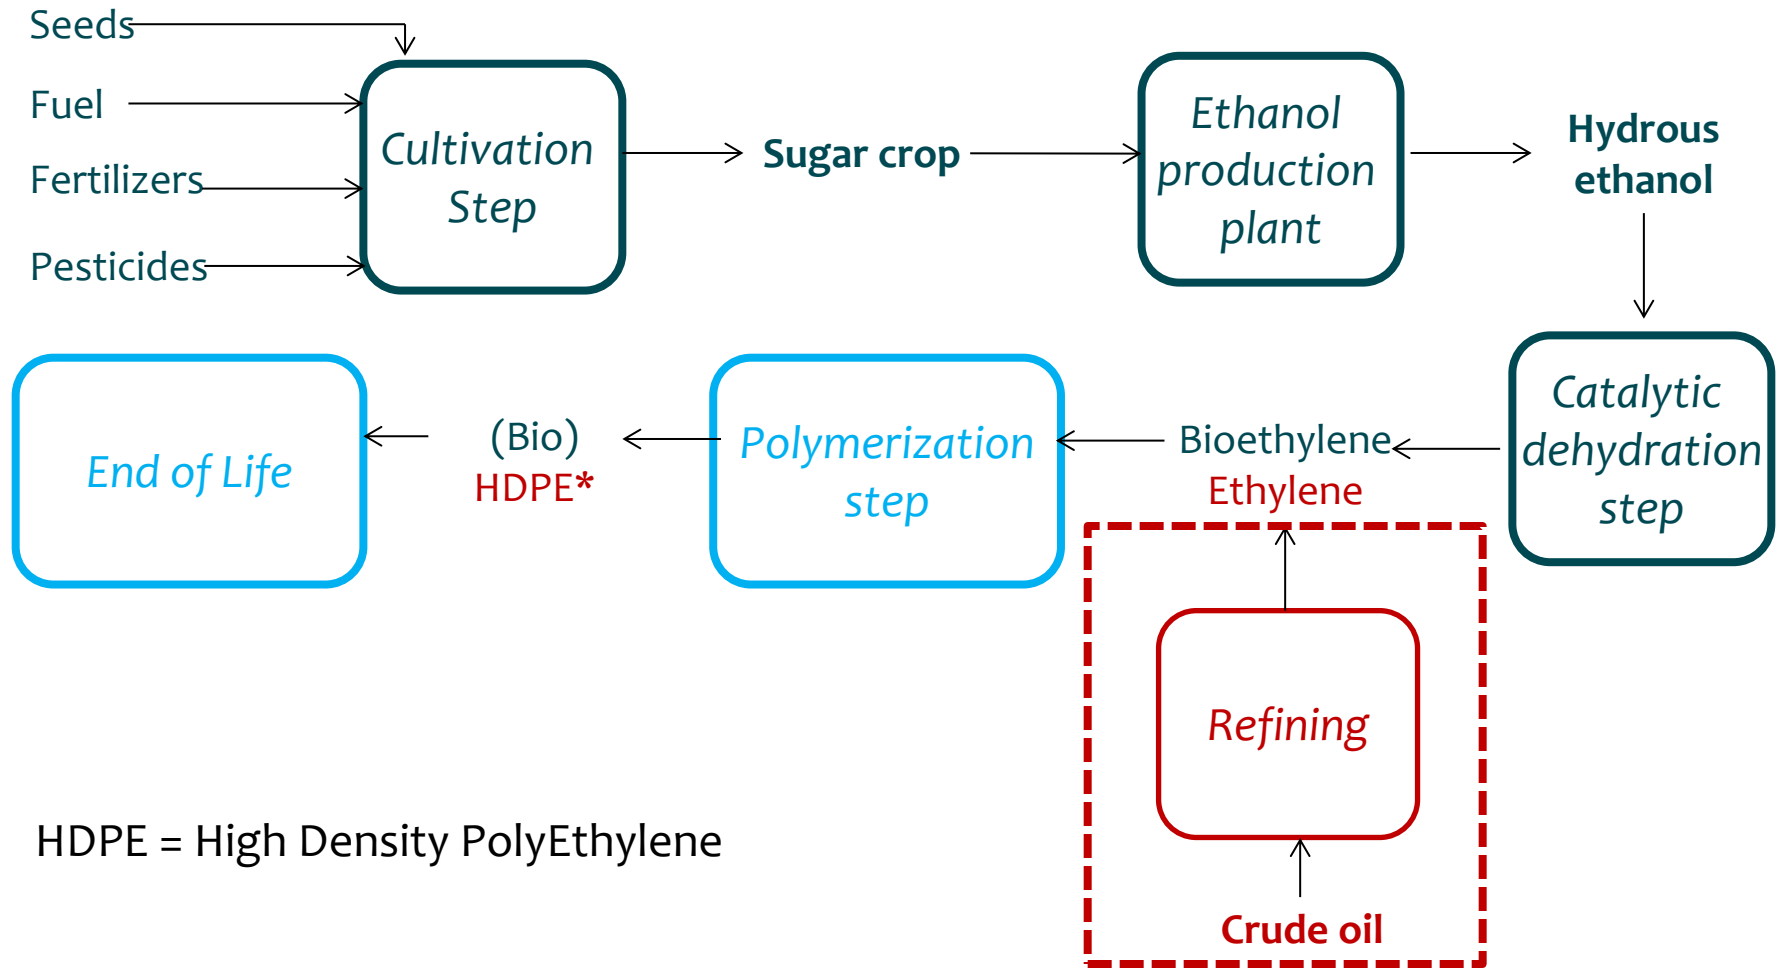 Seeds
Fuel
Fertilizers
Pesticides
Cultivation
Step
Sugar crop
Ethanol
production
plant
Hydrous
ethanol
Catalytic
dehydration
step
Bioethylene
Ethylene
Polymerization
step
(Bio)
HDPE*
End of Life
Refining
Crude oil
HDPE = High Density PolyEthylene